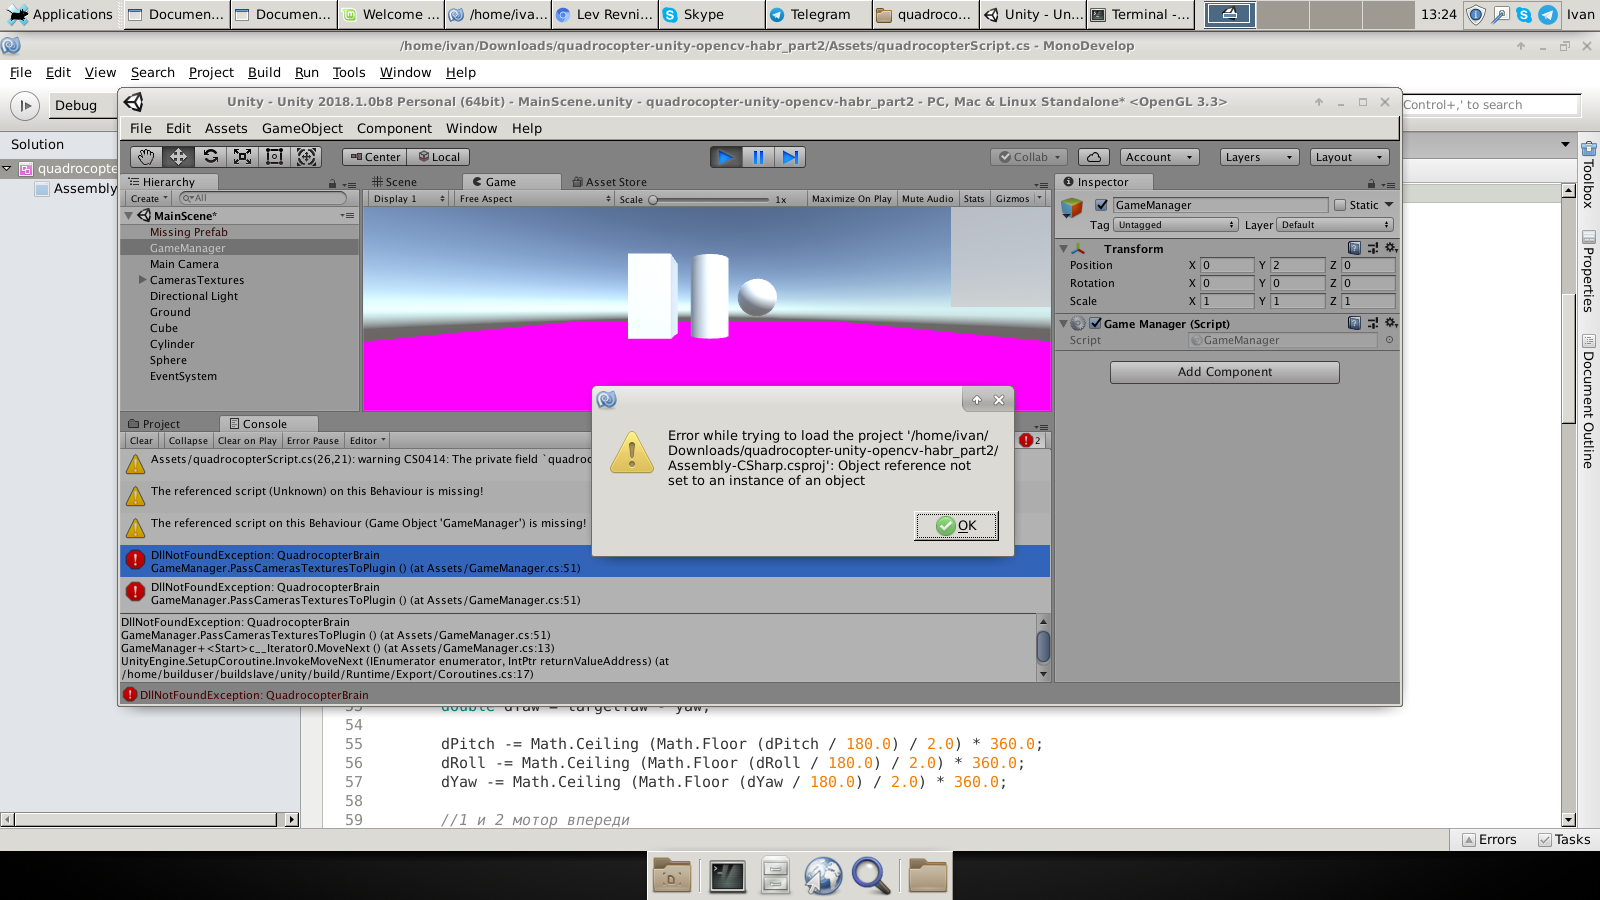 Applications
Documen...
Documen...
Welcome ...
/home/iva...
Lev Revni...
Skype
Telegram
quadroco...
Unity - Un...
Terminal -...
13:24
Ivan
/home/ivan/Downloads/quadrocopter-unity-opencv-habr_part2/Assets/quadrocopterScript.cs - MonoDevelop
File Edit View Search Project Build Run Tools Window Help
Debug
Control+,' to search
Solution
quadrocopte
Assembly
Unity - Unity 2018.1.0b8 Personal (64bit) - MainScene.unity - quadrocopter-unity-opencv-habr_part2 - PC, Mac & Linux Standalone* <OpenGL 3.3>
File Edit Assets GameObject Component Window Help
Center Local
Collab Account Layers Layout
Hierarchy
Create All
MainScene*
Missing Prefab
GameManager
Main Camera
CamerasTextures
Directional Light
Ground
Cube
Cylinder
Sphere
EventSystem
Scene Game Asset Store
Display 1 Free Aspect Scale 1x Maximize On Play Mute Audio Stats Gizmos
Inspector
GameManager Static
Tag Untagged Layer Default
Transform
Position X 0 Y 2 Z 0
Rotation X 0 Y 0 Z 0
Scale X 1 Y 1 Z 1
Game Manager (Script)
Script GameManager
Add Component
Toolbox
Properties
Document Outline
Project Console
Clear Collapse Clear on Play Error Pause Editor
2
Assets/quadrocopterScript.cs(26,21): warning CS0414: The private field `quadroc
The referenced script (Unknown) on this Behaviour is missing!
The referenced script on this Behaviour (Game Object 'GameManager') is missing!
DllNotFoundException: QuadrocopterBrain
GameManager.PassCamerasTexturesToPlugin () (at Assets/GameManager.cs:51)
DllNotFoundException: QuadrocopterBrain
GameManager.PassCamerasTexturesToPlugin () (at Assets/GameManager.cs:51)
DllNotFoundException: QuadrocopterBrain
GameManager.PassCamerasTexturesToPlugin () (at Assets/GameManager.cs:51)
GameManager+<Start>c__Iterator0.MoveNext () (at Assets/GameManager.cs:13)
UnityEngine.SetupCoroutine.InvokeMoveNext (IEnumerator enumerator, IntPtr returnValueAddress) (at
/home/builduser/buildslave/unity/build/Runtime/Export/Coroutines.cs:17)
DllNotFoundException: QuadrocopterBrain
Error while trying to load the project '/home/ivan/
Downloads/quadrocopter-unity-opencv-habr_part2/
Assembly-CSharp.csproj': Object reference not
set to an instance of an object
OK
53 double dYaw = targetYaw - yaw;
54
55 dPitch -= Math.Ceiling (Math.Floor (dPitch / 180.0) / 2.0) * 360.0;
56 dRoll -= Math.Ceiling (Math.Floor (dRoll / 180.0) / 2.0) * 360.0;
57 dYaw -= Math.Ceiling (Math.Floor (dYaw / 180.0) / 2.0) * 360.0;
58
59 //1 и 2 мотор впереди
Errors Tasks